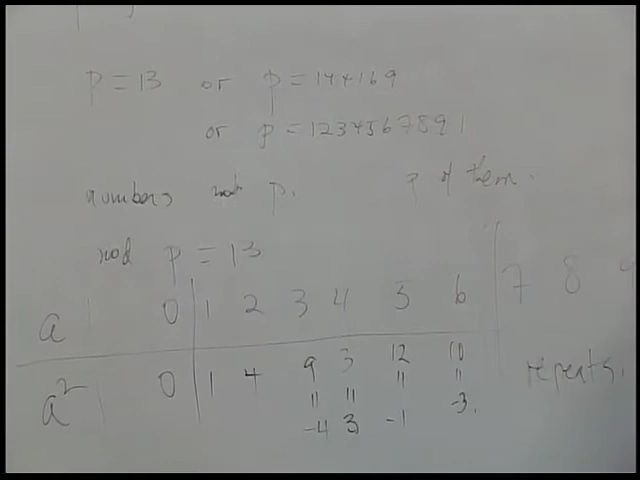 p = 13 or p = 144169
or p = 1234567891
numbers mod p. p of them.
mod p = 13
a 0 1 2 3 4 5 6 7 8
a² 0 1 4 9 3 12 10 repeats.
= = = =
-4 3 -1 -3.